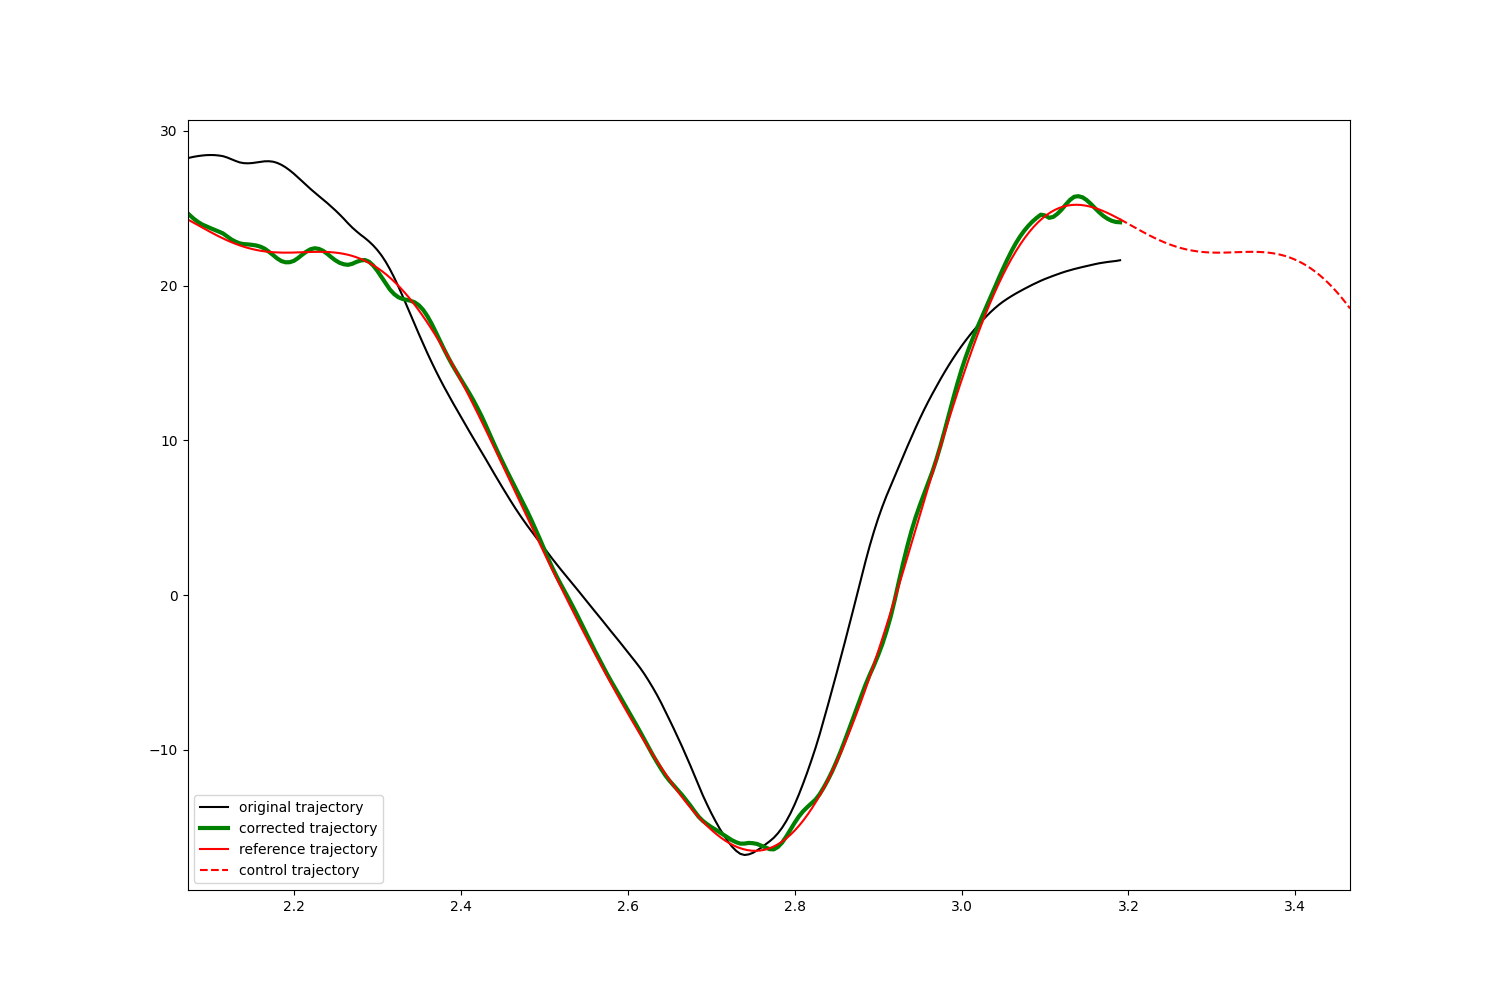 30
20
10
0
−10
2.2 2.4 2.6 2.8 3.0 3.2 3.4
original trajectory
corrected trajectory
reference trajectory
control trajectory